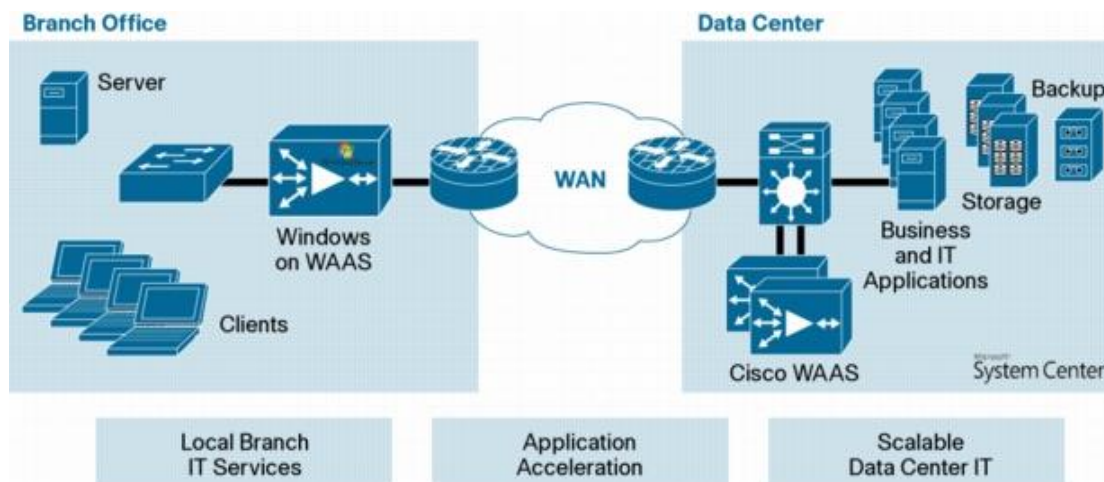 Branch Office
Data Center
Server
Backup
WAN
Storage
Windows
on WAAS
Business
and IT
Applications
Clients
Cisco WAAS
Microsoft
System Center
Local Branch
IT Services
Application
Acceleration
Scalable
Data Center IT